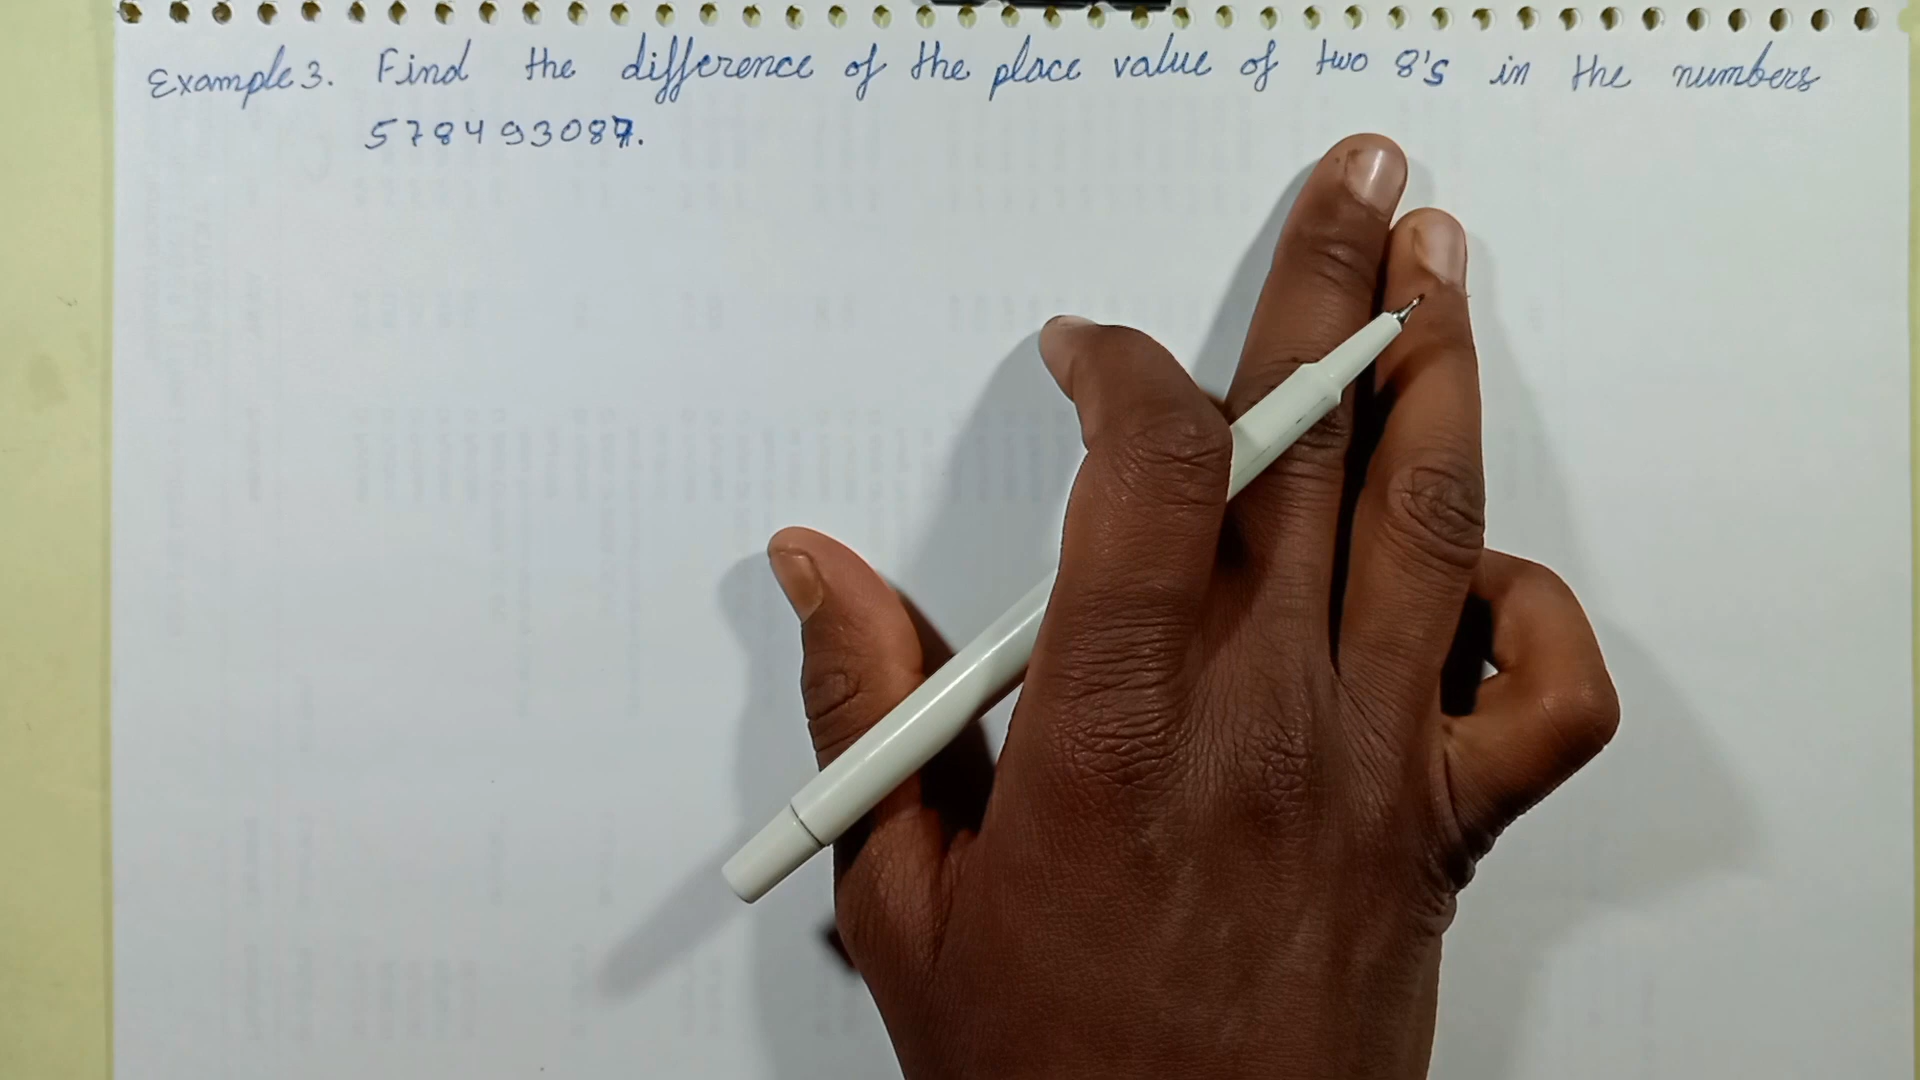 Example 3. Find the difference of the place value of two 8's in the numbers
578493087.